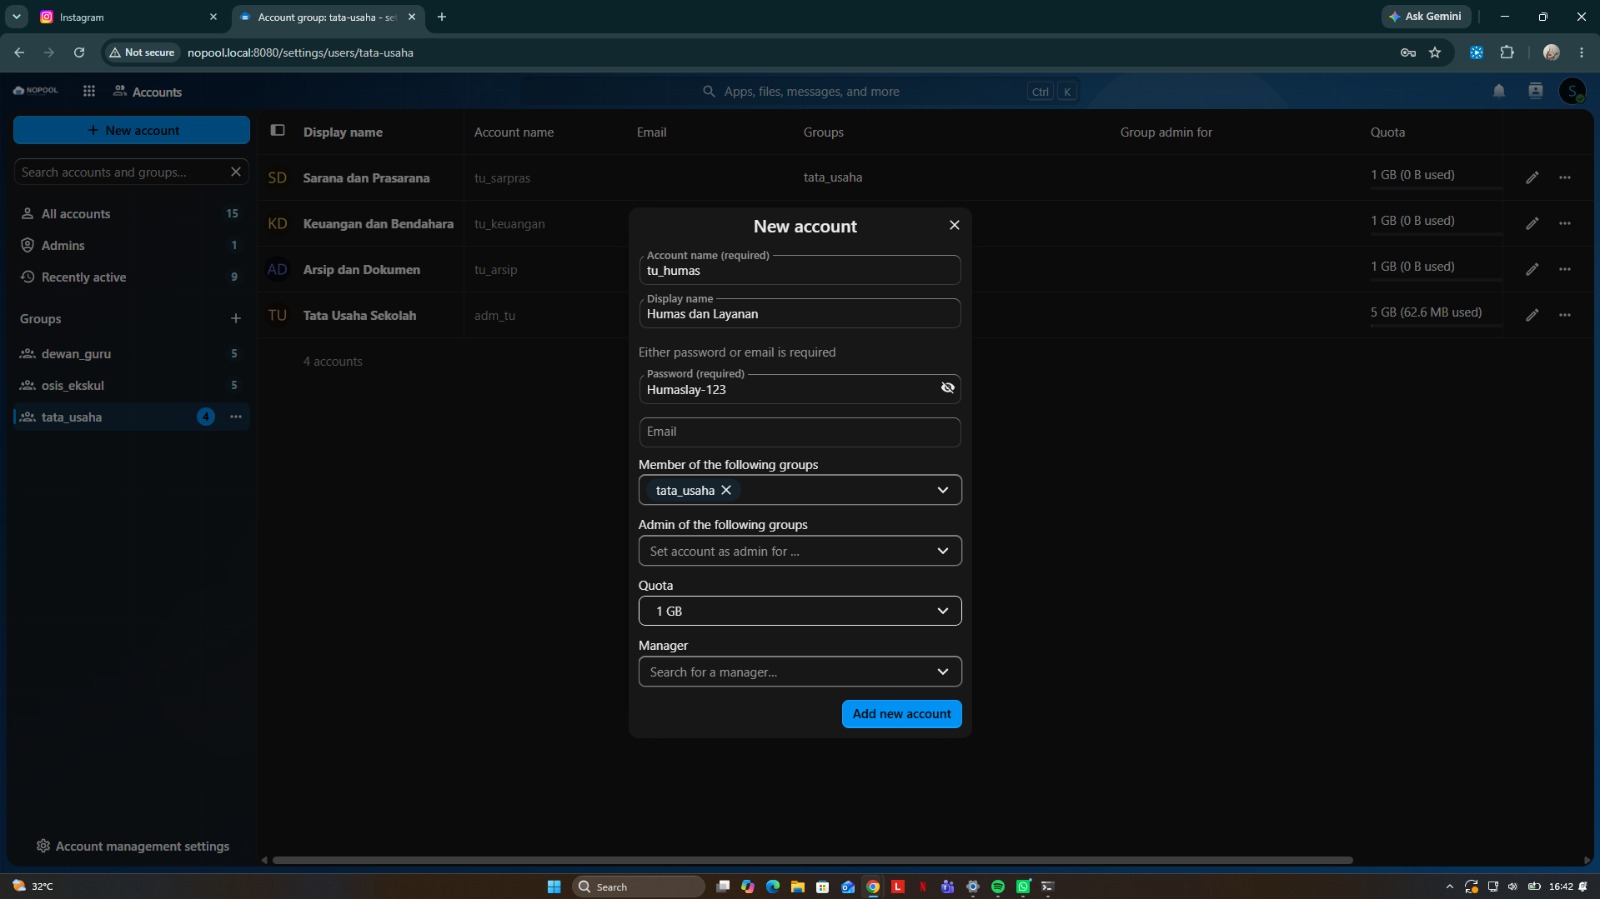 Instagram
Account group: tata-usaha - se
Ask Gemini
Not secure
nopool.local:8080/settings/users/tata-usaha
NOPOOL
Accounts
Apps, files, messages, and more
Ctrl K
S
+ New account
Search accounts and groups...
All accounts 15
Admins 1
Recently active 9
Groups +
dewan_guru 5
osis_ekskul 5
tata_usaha 4
Account management settings
Display name Account name Email Groups Group admin for Quota
SD Sarana dan Prasarana tu_sarpras tata_usaha 1 GB (0 B used)
KD Keuangan dan Bendahara tu_keuangan 1 GB (0 B used)
AD Arsip dan Dokumen tu_arsip 1 GB (0 B used)
TU Tata Usaha Sekolah adm_tu 5 GB (62.6 MB used)
4 accounts
New account
Account name (required)
tu_humas
Display name
Humas dan Layanan
Either password or email is required
Password (required)
Humaslay-123
Email
Member of the following groups
tata_usaha
Admin of the following groups
Set account as admin for ...
Quota
1 GB
Manager
Search for a manager...
Add new account
32°C
Search
L
N
16:42